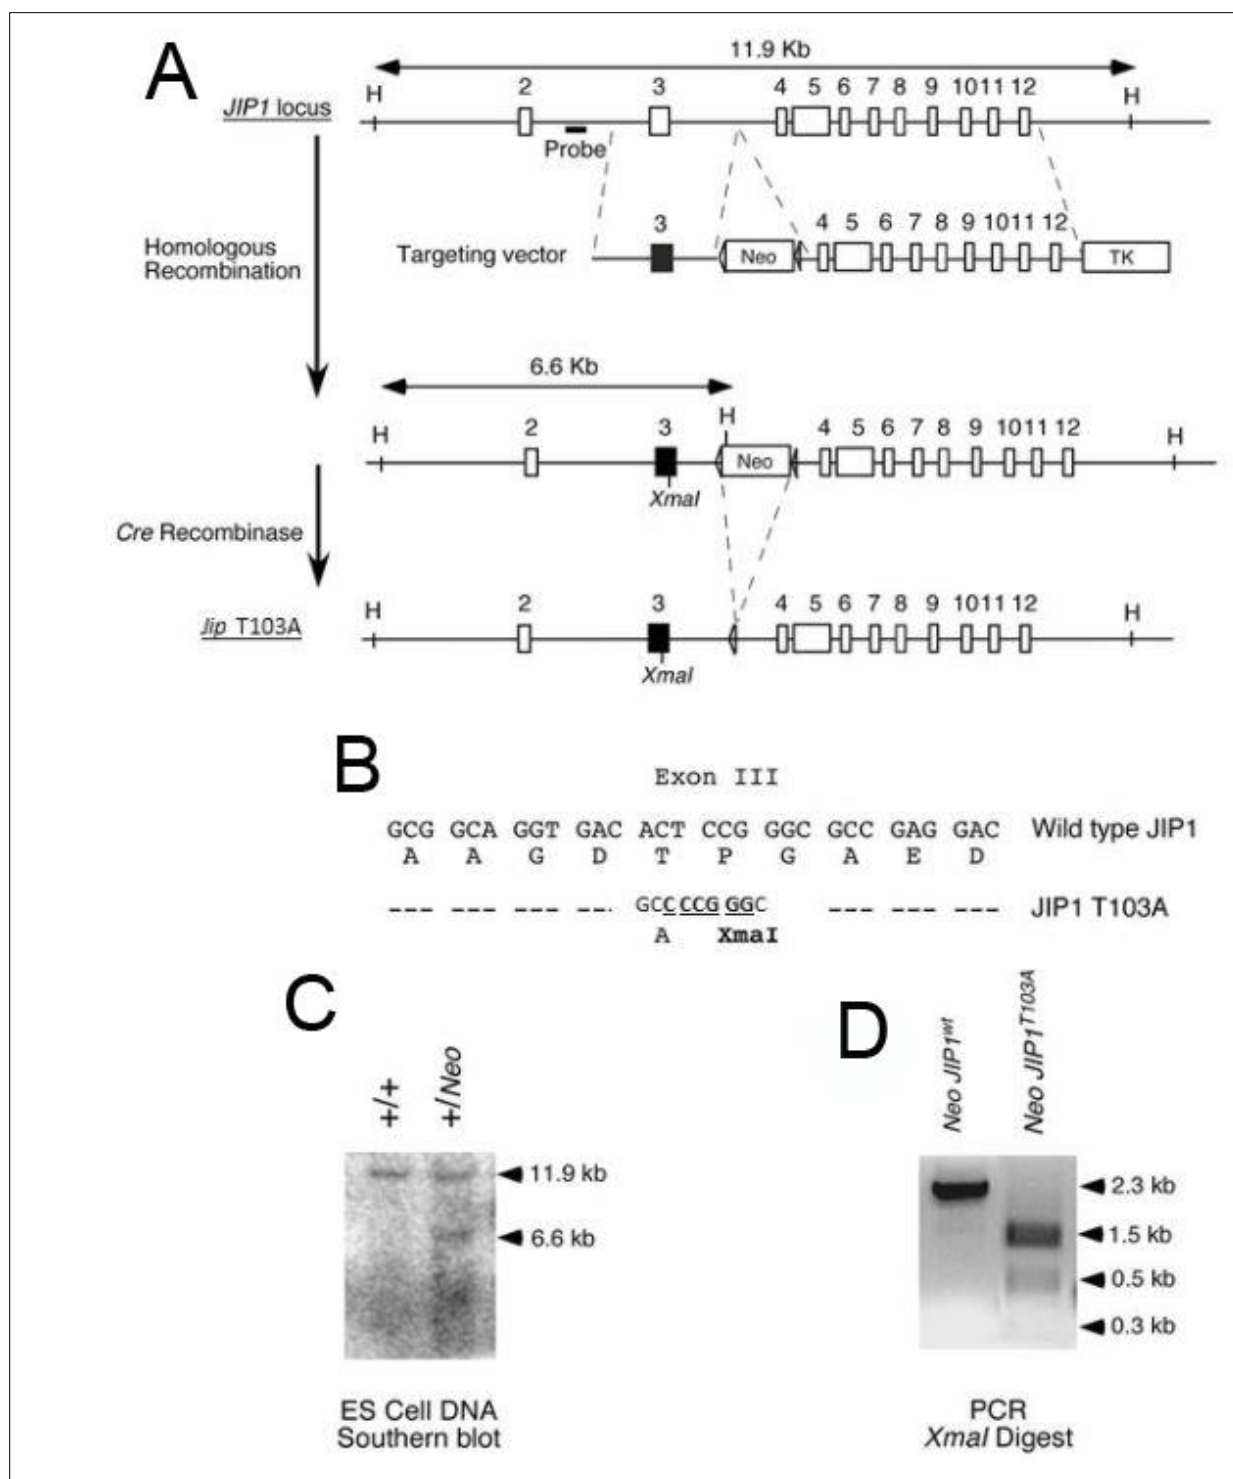 A
11.9 Kb
JIP1 locus
H 2 3 4 5 6 7 8 9 10 11 12 H
Probe
Homologous
Recombination
Targeting vector
3 Neo 4 5 6 7 8 9 10 11 12 TK
6.6 Kb
H 2 3 H Neo 4 5 6 7 8 9 10 11 12 H
XmaI
Cre Recombinase
Jip T103A
H 2 3 4 5 6 7 8 9 10 11 12 H
XmaI
B
Exon III
GCG GCA GGT GAC ACT CCG GGC GCC GAG GAC Wild type JIP1
A A G D T P G A E D
--- --- --- --- GCC CCG GGC --- --- --- JIP1 T103A
A XmaI
C
+/+ +/Neo
11.9 kb
6.6 kb
ES Cell DNA
Southern blot
D
Neo JIP1wt Neo JIP1T103A
2.3 kb
1.5 kb
0.5 kb
0.3 kb
PCR
XmaI Digest